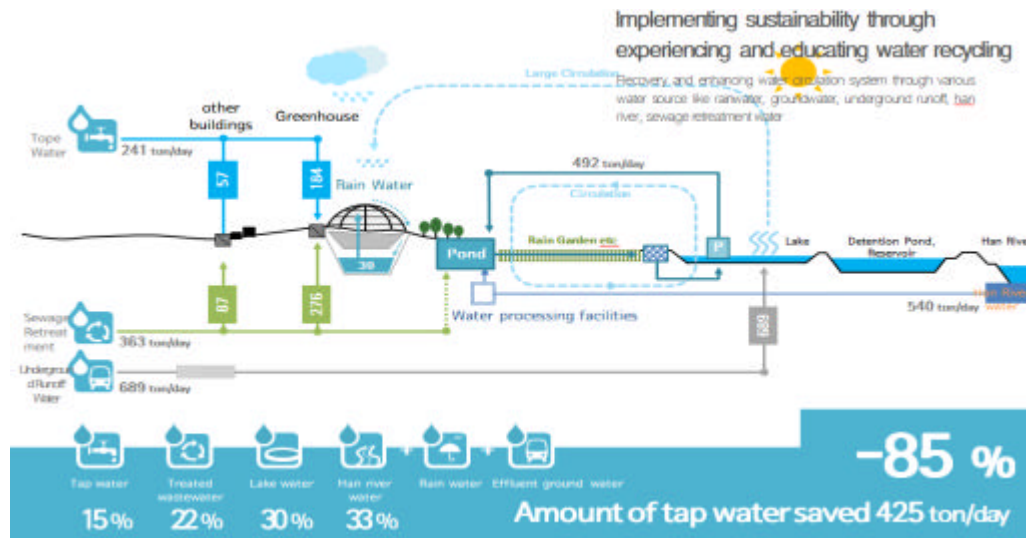 Implementing sustainability through
experiencing and educating water recycling
Recovery and enhancing water circulation system through various
water source like rainwater, groundwater, underground runoff, han
river, sewage retreatment water
Large Circulation
other
buildings
Greenhouse
Tope
Water
241 ton/day
57
184
Rain Water
492 ton/day
Circulation
30
Pond
Rain Garden etc.
P
Lake
Detention Pond,
Reservoir
Han Rive
Han River
water
540 ton/day
Water processing facilities
87
276
689
Sewage
Retreat
ment
363 ton/day
Undergroun
d Runoff
Water
689 ton/day
Tap water
15%
Treated
wastewater
22%
Lake water
30%
Han river
water
33%
+
Rain water
+
Effluent ground water
-85 %
Amount of tap water saved 425 ton/day